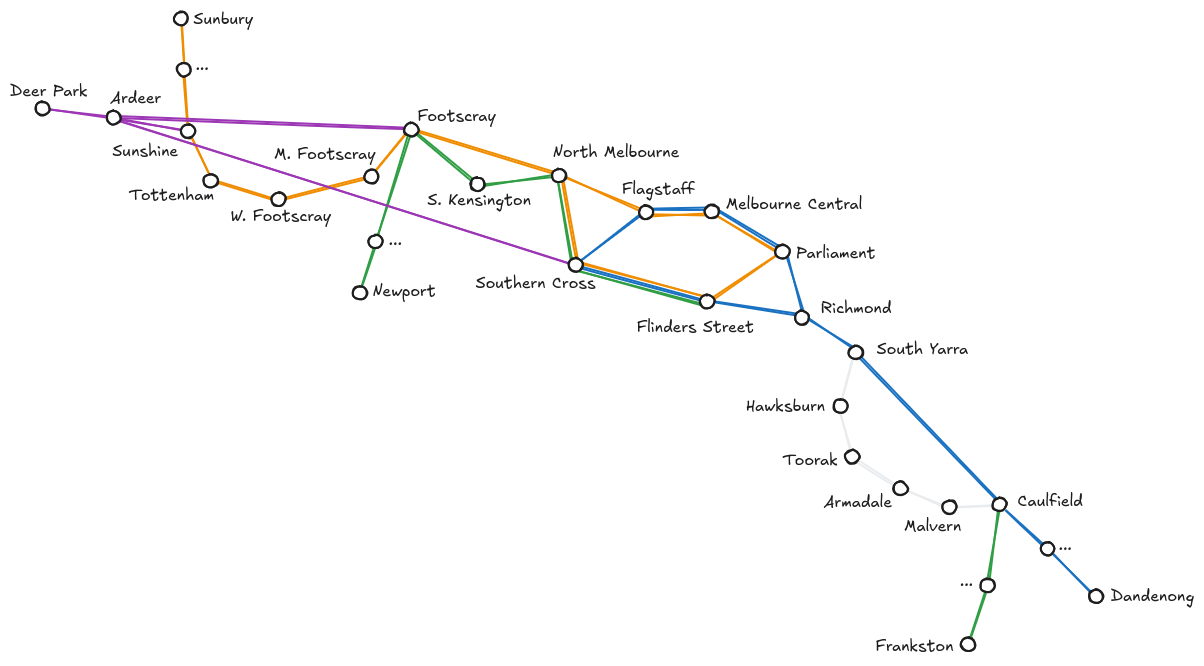 Sunbury
...
Deer Park
Ardeer
Footscray
Sunshine
M. Footscray
North Melbourne
Tottenham
W. Footscray
S. Kensington
Flagstaff
Melbourne Central
...
Parliament
Southern Cross
Newport
Richmond
Flinders Street
South Yarra
Hawksburn
Toorak
Armadale
Malvern
Caulfield
...
...
Dandenong
Frankston